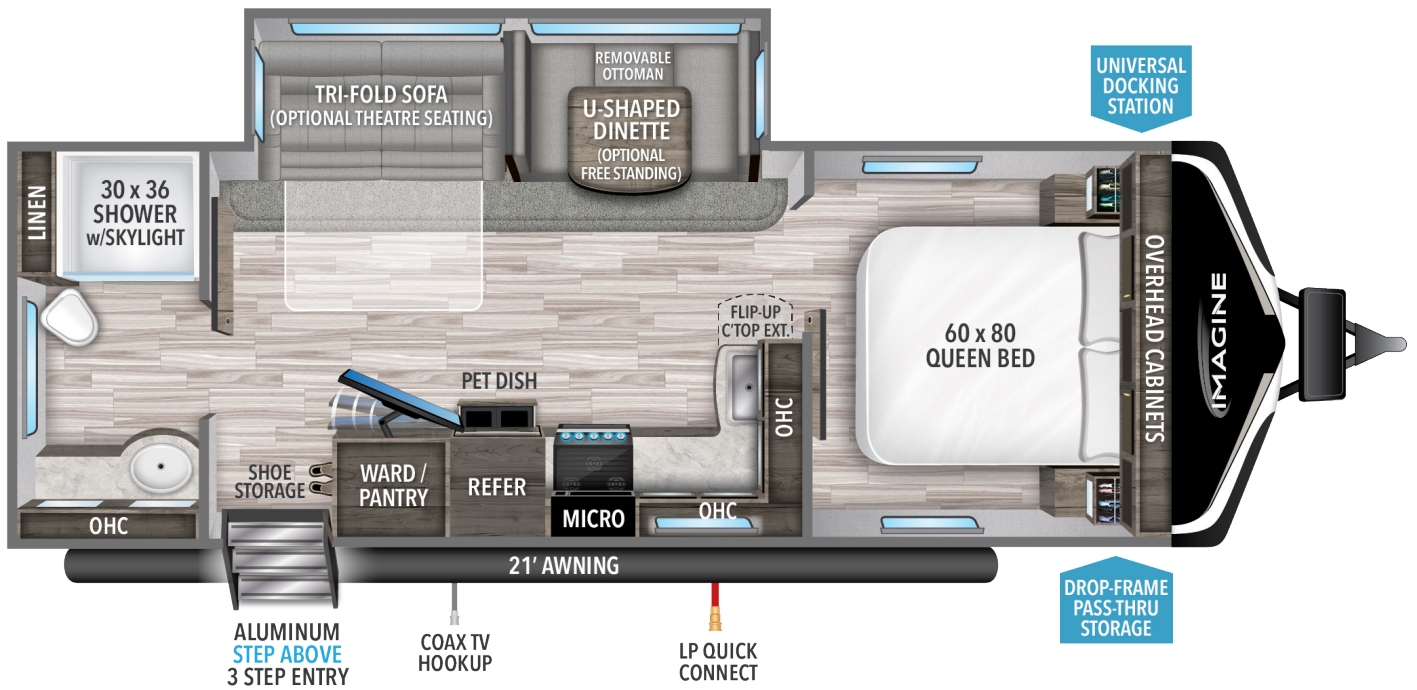 UNIVERSAL
DOCKING
STATION
REMOVABLE
OTTOMAN
TRI-FOLD SOFA
(OPTIONAL THEATRE SEATING)
U-SHAPED
DINETTE
(OPTIONAL
FREE STANDING)
LINEN
30 x 36
SHOWER
w/SKYLIGHT
OVERHEAD CABINETS
IMAGINE
FLIP-UP
C'TOP EXT.
60 x 80
QUEEN BED
PET DISH
OHC
SHOE
STORAGE
WARD /
PANTRY
REFER
MICRO
OHC
OHC
21' AWNING
DROP-FRAME
PASS-THRU
STORAGE
ALUMINUM
STEP ABOVE
3 STEP ENTRY
COAX TV
HOOKUP
LP QUICK
CONNECT